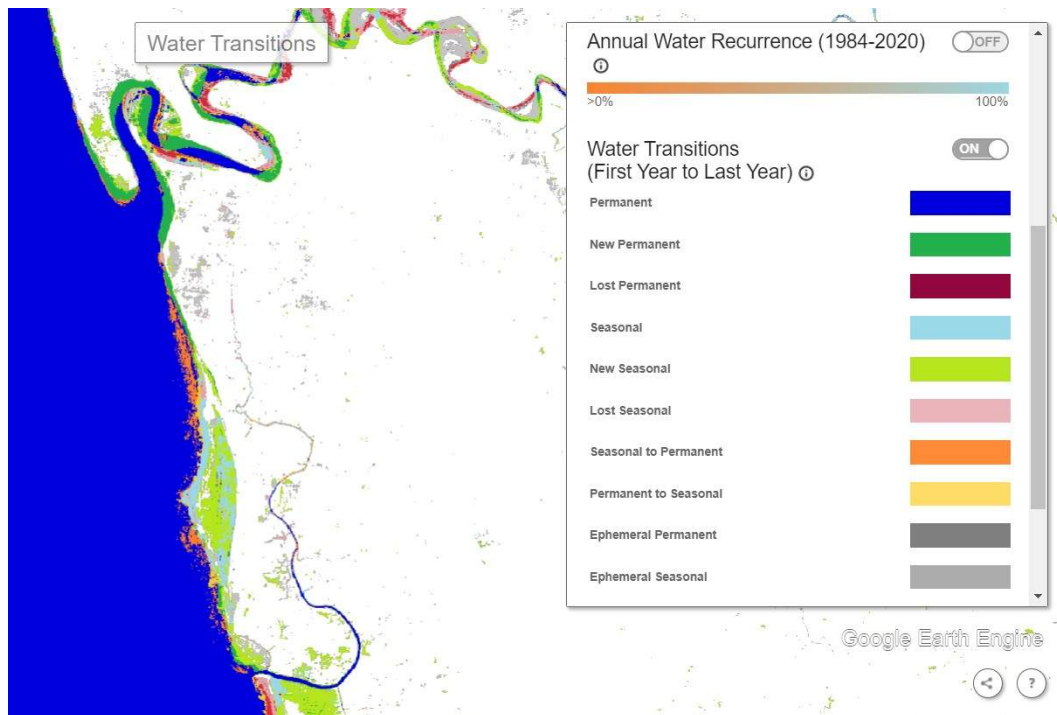 Water Transitions
Annual Water Recurrence (1984-2020)
OFF
>0% 100%
Water Transitions
ON
(First Year to Last Year)
Permanent
New Permanent
Lost Permanent
Seasonal
New Seasonal
Lost Seasonal
Seasonal to Permanent
Permanent to Seasonal
Ephemeral Permanent
Ephemeral Seasonal
Google Earth Engine
?